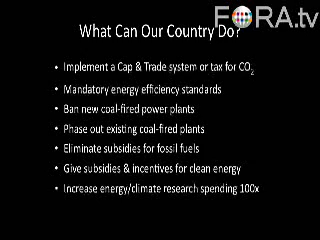 FORA.tv
What Can Our Country Do?
• Implement a Cap & Trade system or tax for CO2
• Mandatory energy efficiency standards
• Ban new coal-fired power plants
• Phase out existing coal-fired plants
• Eliminate subsidies for fossil fuels
• Give subsidies & incentives for clean energy
• Increase energy/climate research spending 100x